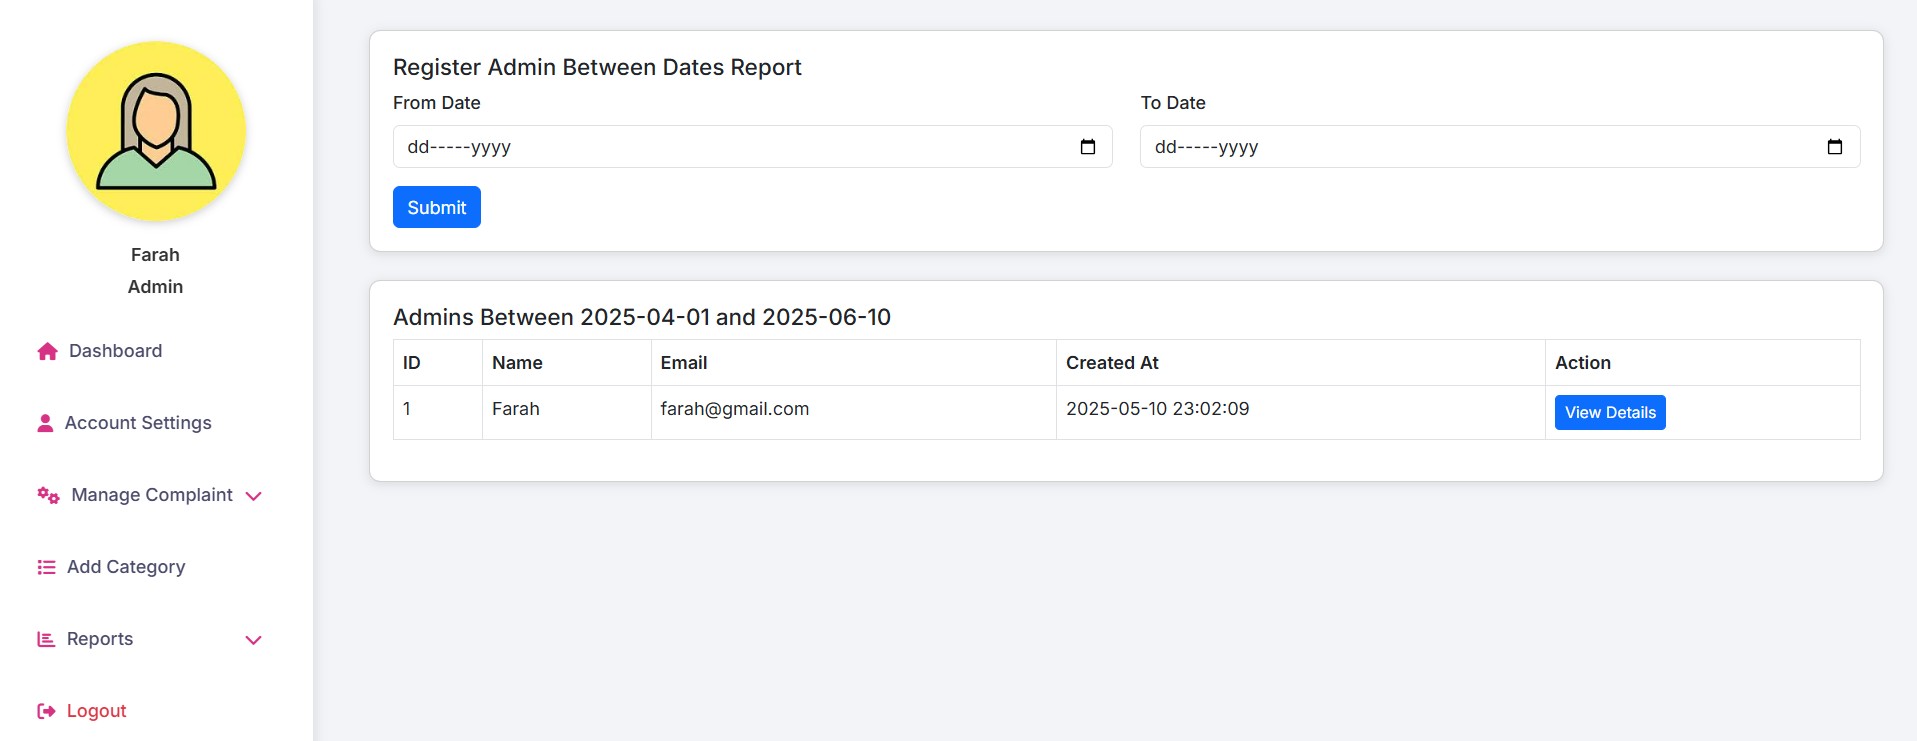 Farah
Admin
Dashboard
Account Settings
Manage Complaint
Add Category
Reports
Logout
Register Admin Between Dates Report
From Date To Date
dd-----yyyy dd-----yyyy
Submit
Admins Between 2025-04-01 and 2025-06-10
ID Name Email Created At Action
1 Farah farah@gmail.com 2025-05-10 23:02:09 View Details